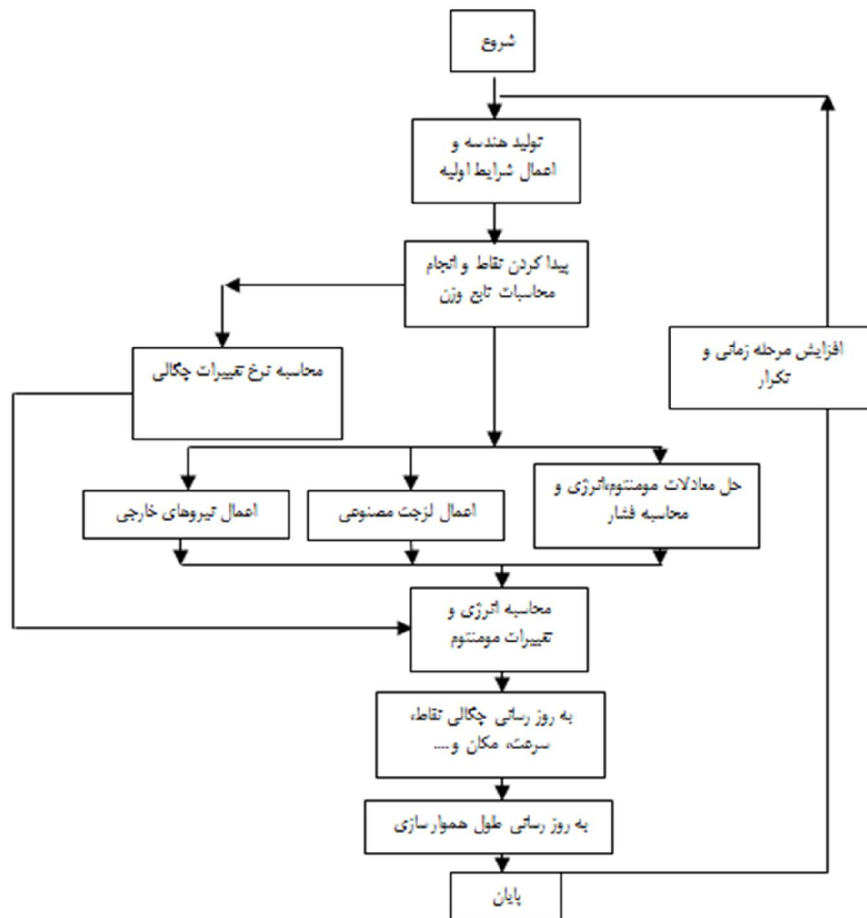 شروع
تولید هندسه و
اعمال شرایط اولیه
پیدا کردن نقاط و انجام
محاسبات تابع وزن
افزایش مرحله زمانی و
تکرار
محاسبه نرخ تغییرات چگالی
حل معادلات مومنتوم،انرژی و
محاسبه فشار
اعمال لزجت مصنوعی
اعمال نیروهای خارجی
محاسبه انرژی و
تغییرات مومنتوم
به روز رسانی چگالی نقاط،
سرعت، مکان و....
به روز رسانی طول هموار سازی
پایان